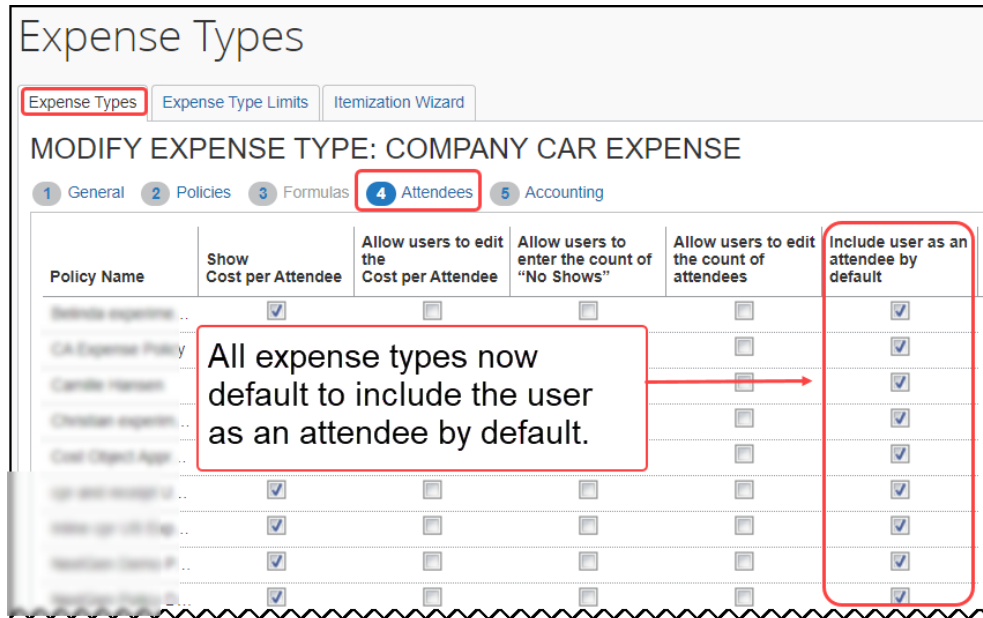 Expense Types
Expense Types Expense Type Limits Itemization Wizard
MODIFY EXPENSE TYPE: COMPANY CAR EXPENSE
1 General 2 Policies 3 Formulas 4 Attendees 5 Accounting
Policy Name
Show
Cost per Attendee
Allow users to edit
the
Cost per Attendee
Allow users to
enter the count of
“No Shows”
Allow users to edit
the count of
attendees
Include user as an
attendee by
default
CA Expense Policy
All expense types now
default to include the user
as an attendee by default.